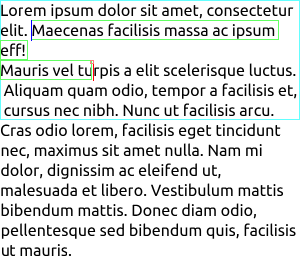 Lorem ipsum dolor sit amet, consectetur
elit. Maecenas facilisis massa ac ipsum
eff!
Mauris vel turpis a elit scelerisque luctus.
Aliquam quam odio, tempor a facilisis et,
cursus nec nibh. Nunc ut facilisis arcu.
Cras odio lorem, facilisis eget tincidunt
nec, maximus sit amet nulla. Nam mi
dolor, dignissim ac eleifend ut,
malesuada et libero. Vestibulum mattis
bibendum mattis. Donec diam odio,
pellentesque sed bibendum quis, facilisis
ut mauris.